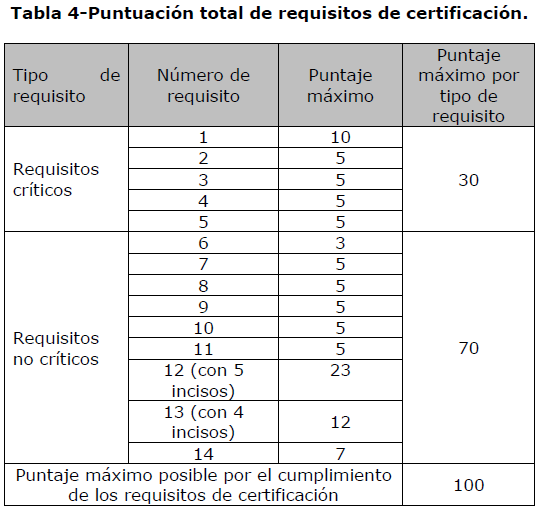 Tabla 4-Puntuación total de requisitos de certificación.
Tipo de requisito Número de requisito Puntaje máximo Puntaje máximo por tipo de requisito
Requisitos críticos
1 10
2 5
3 5
4 5
5 5
30
Requisitos no críticos
6 3
7 5
8 5
9 5
10 5
11 5
12 (con 5 incisos) 23
13 (con 4 incisos) 12
14 7
70
Puntaje máximo posible por el cumplimiento
de los requisitos de certificación
100